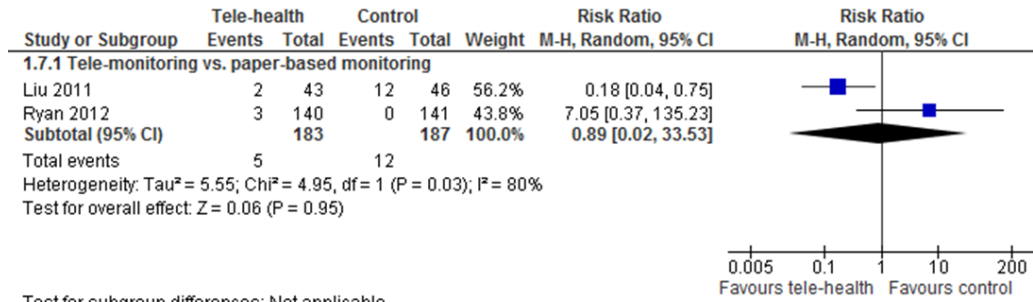 Tele-health Control Risk Ratio Risk Ratio
Study or Subgroup Events Total Events Total Weight M-H, Random, 95% CI M-H, Random, 95% CI
1.7.1 Tele-monitoring vs. paper-based monitoring
Liu 2011 2 43 12 46 56.2% 0.18 [0.04, 0.75]
Ryan 2012 3 140 0 141 43.8% 7.05 [0.37, 135.23]
Subtotal (95% CI) 183 187 100.0% 0.89 [0.02, 33.53]
Total events 5 12
Heterogeneity: Tau² = 5.55; Chi² = 4.95, df = 1 (P = 0.03); I² = 80%
Test for overall effect: Z = 0.06 (P = 0.95)
0.005 0.1 1 10 200
Favours tele-health Favours control
Test for subgroup differences: Not applicable